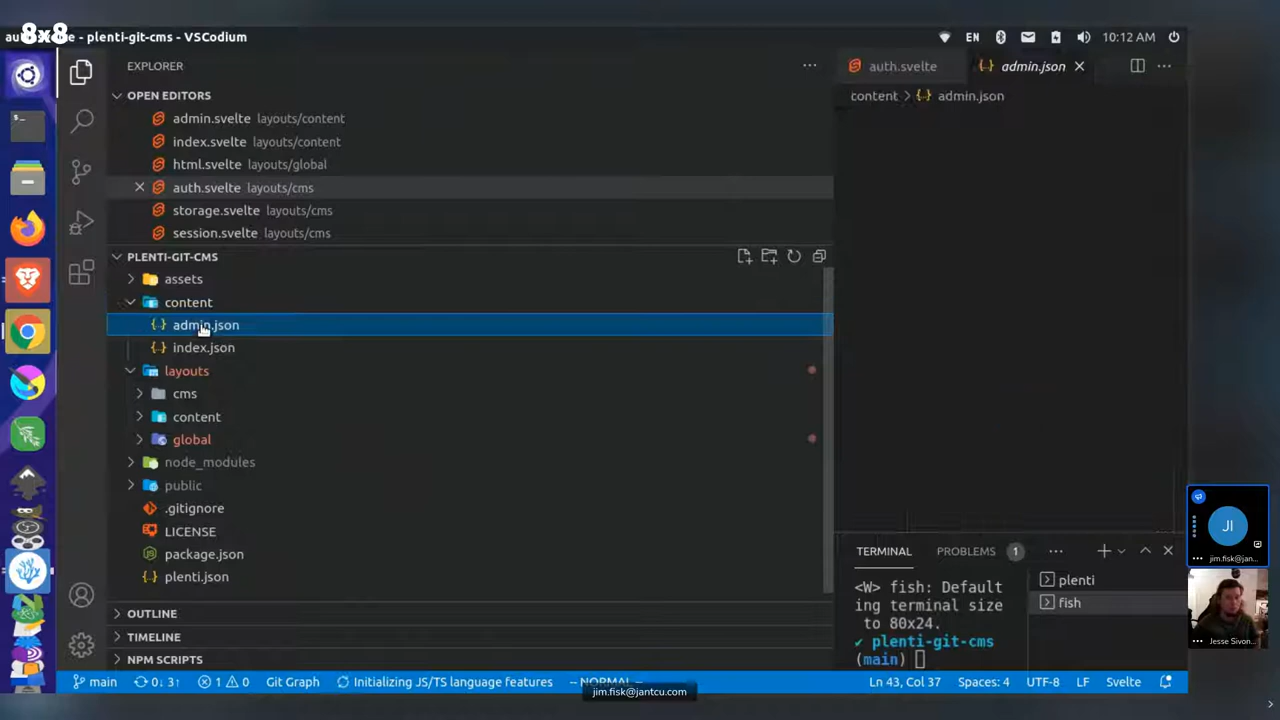 8x8
- plenti-git-cms - VSCodium
EN
10:12 AM
EXPLORER
OPEN EDITORS
admin.svelte layouts/content
index.svelte layouts/content
html.svelte layouts/global
auth.svelte layouts/cms
storage.svelte layouts/cms
session.svelte layouts/cms
PLENTI-GIT-CMS
assets
content
admin.json
index.json
layouts
cms
content
global
node_modules
public
.gitignore
LICENSE
package.json
plenti.json
OUTLINE
TIMELINE
NPM SCRIPTS
auth.svelte
admin.json
content > admin.json
TERMINAL
PROBLEMS 1
<W> fish: Default
ing terminal size
to 80x24.
✔ plenti-git-cms
(main)
plenti
fish
JI
jim.fisk@jan...
Jesse Sivon...
main
0↓ 3↑
1
0
Git Graph
Initializing JS/TS language features
-- NORMAL --
Ln 43, Col 37
Spaces: 4
UTF-8
LF
Svelte
jim.fisk@jantcu.com